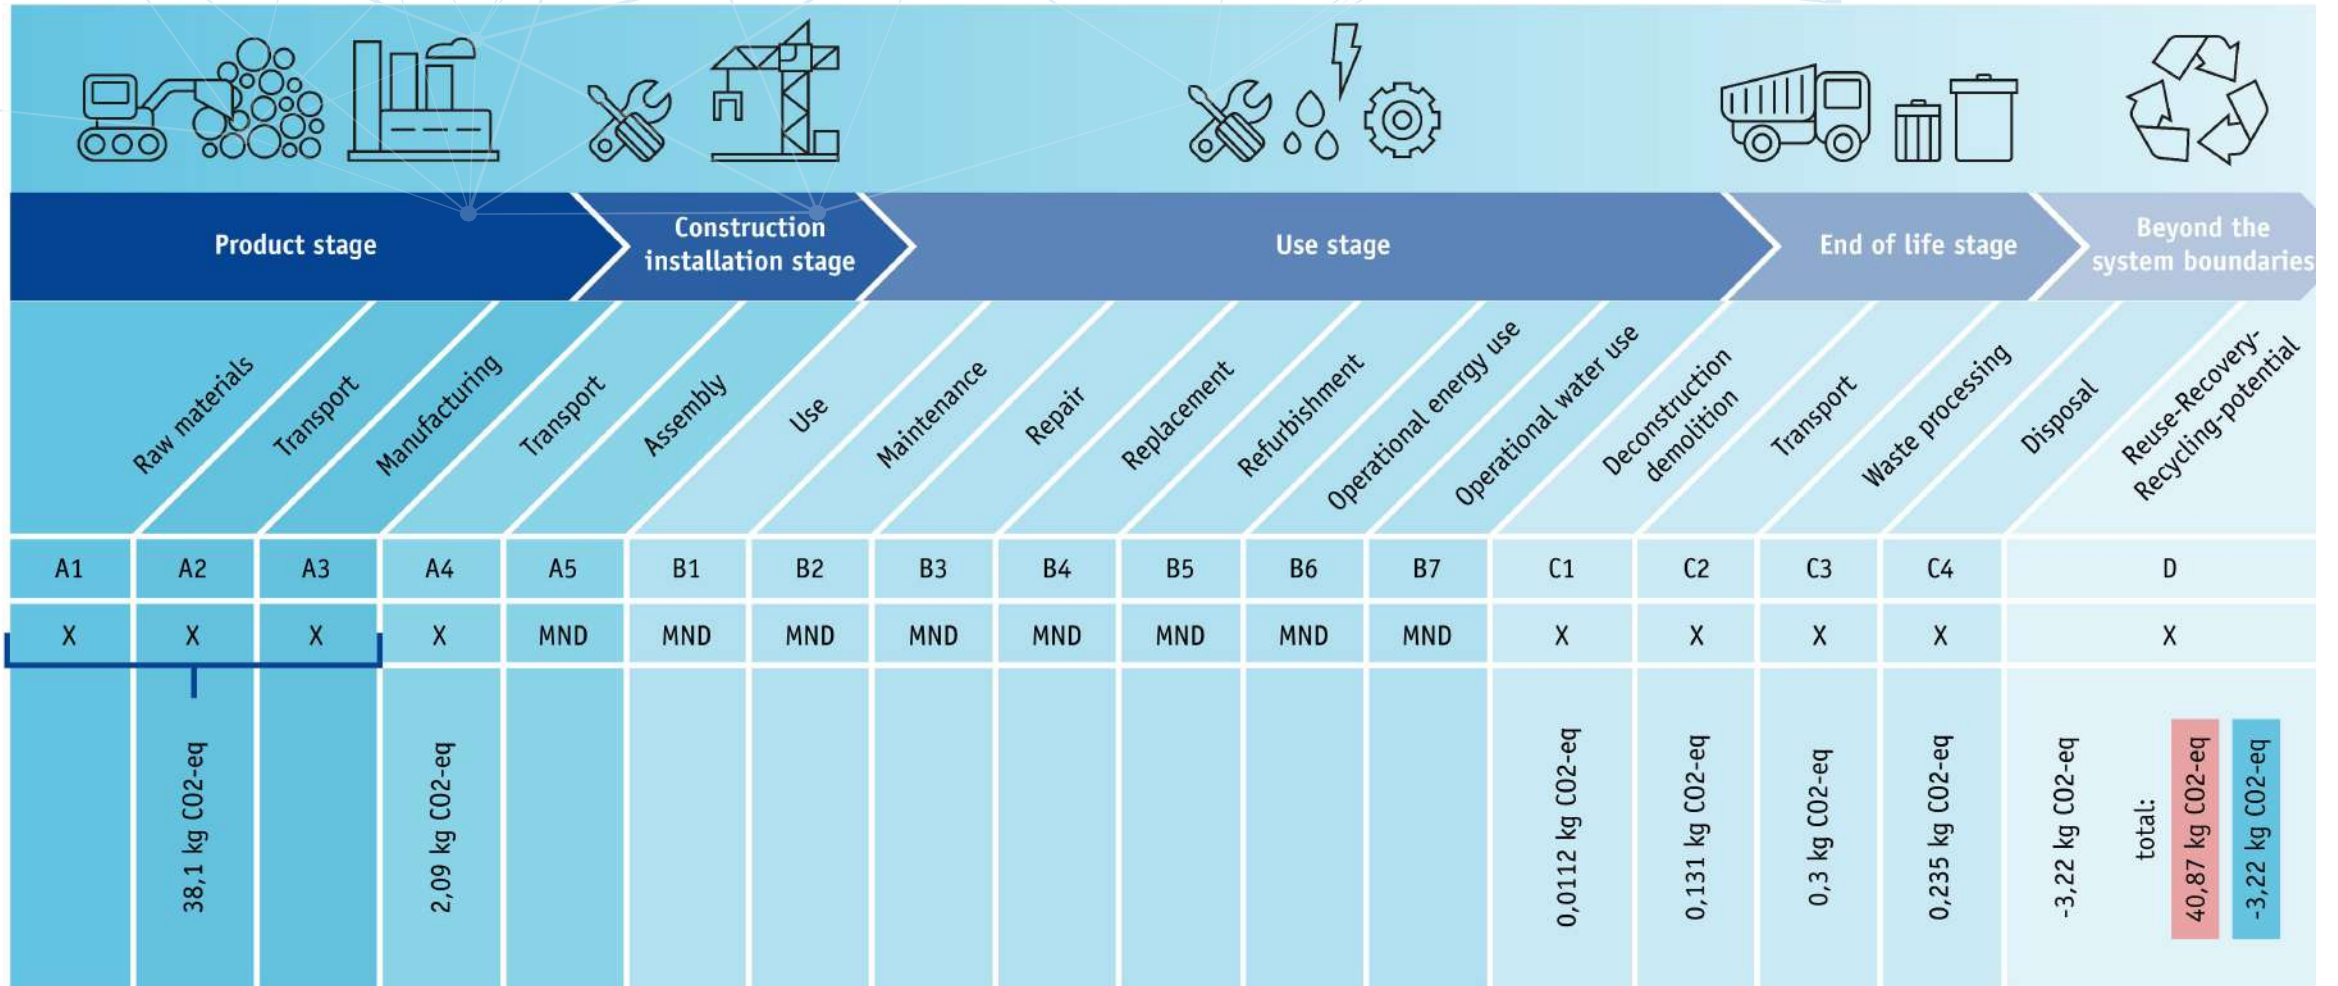 Product stage
Construction
installation stage
Use stage
End of life stage
Beyond the
system boundaries
Raw materials
Transport
Manufacturing
Transport
Assembly
Use
Maintenance
Repair
Replacement
Refurbishment
Operational energy use
Operational water use
Deconstruction
demolition
Transport
Waste processing
Disposal
Reuse-Recovery-
Recycling-potential
A1 A2 A3 A4 A5 B1 B2 B3 B4 B5 B6 B7 C1 C2 C3 C4 D
X X X X MND MND MND MND MND MND MND MND X X X X X
38,1 kg CO2-eq
2,09 kg CO2-eq
0,0112 kg CO2-eq
0,131 kg CO2-eq
0,3 kg CO2-eq
0,235 kg CO2-eq
-3,22 kg CO2-eq
total:
40,87 kg CO2-eq
-3,22 kg CO2-eq